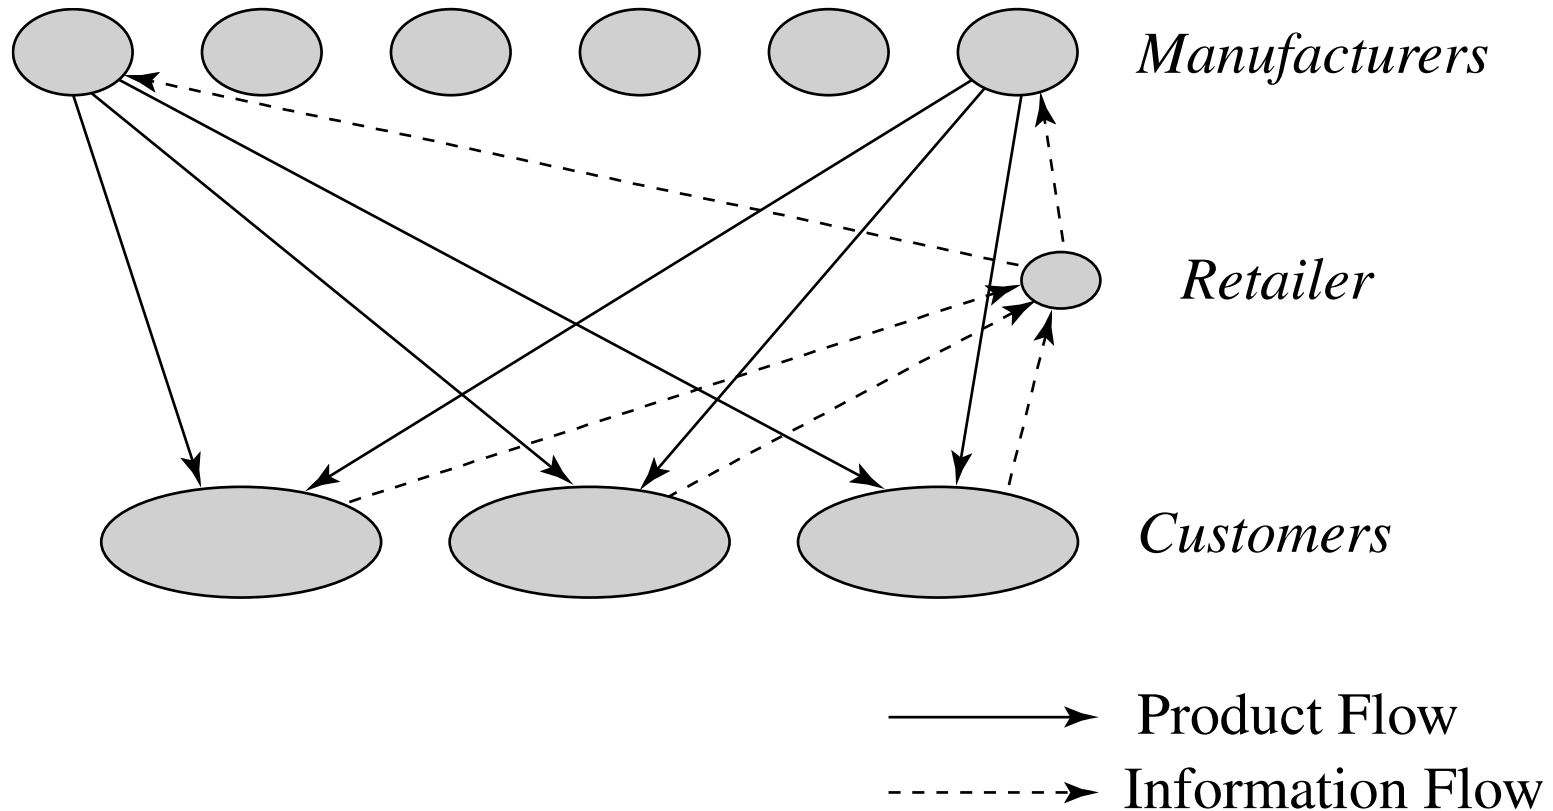 Manufacturers
Retailer
Customers
Product Flow
Information Flow